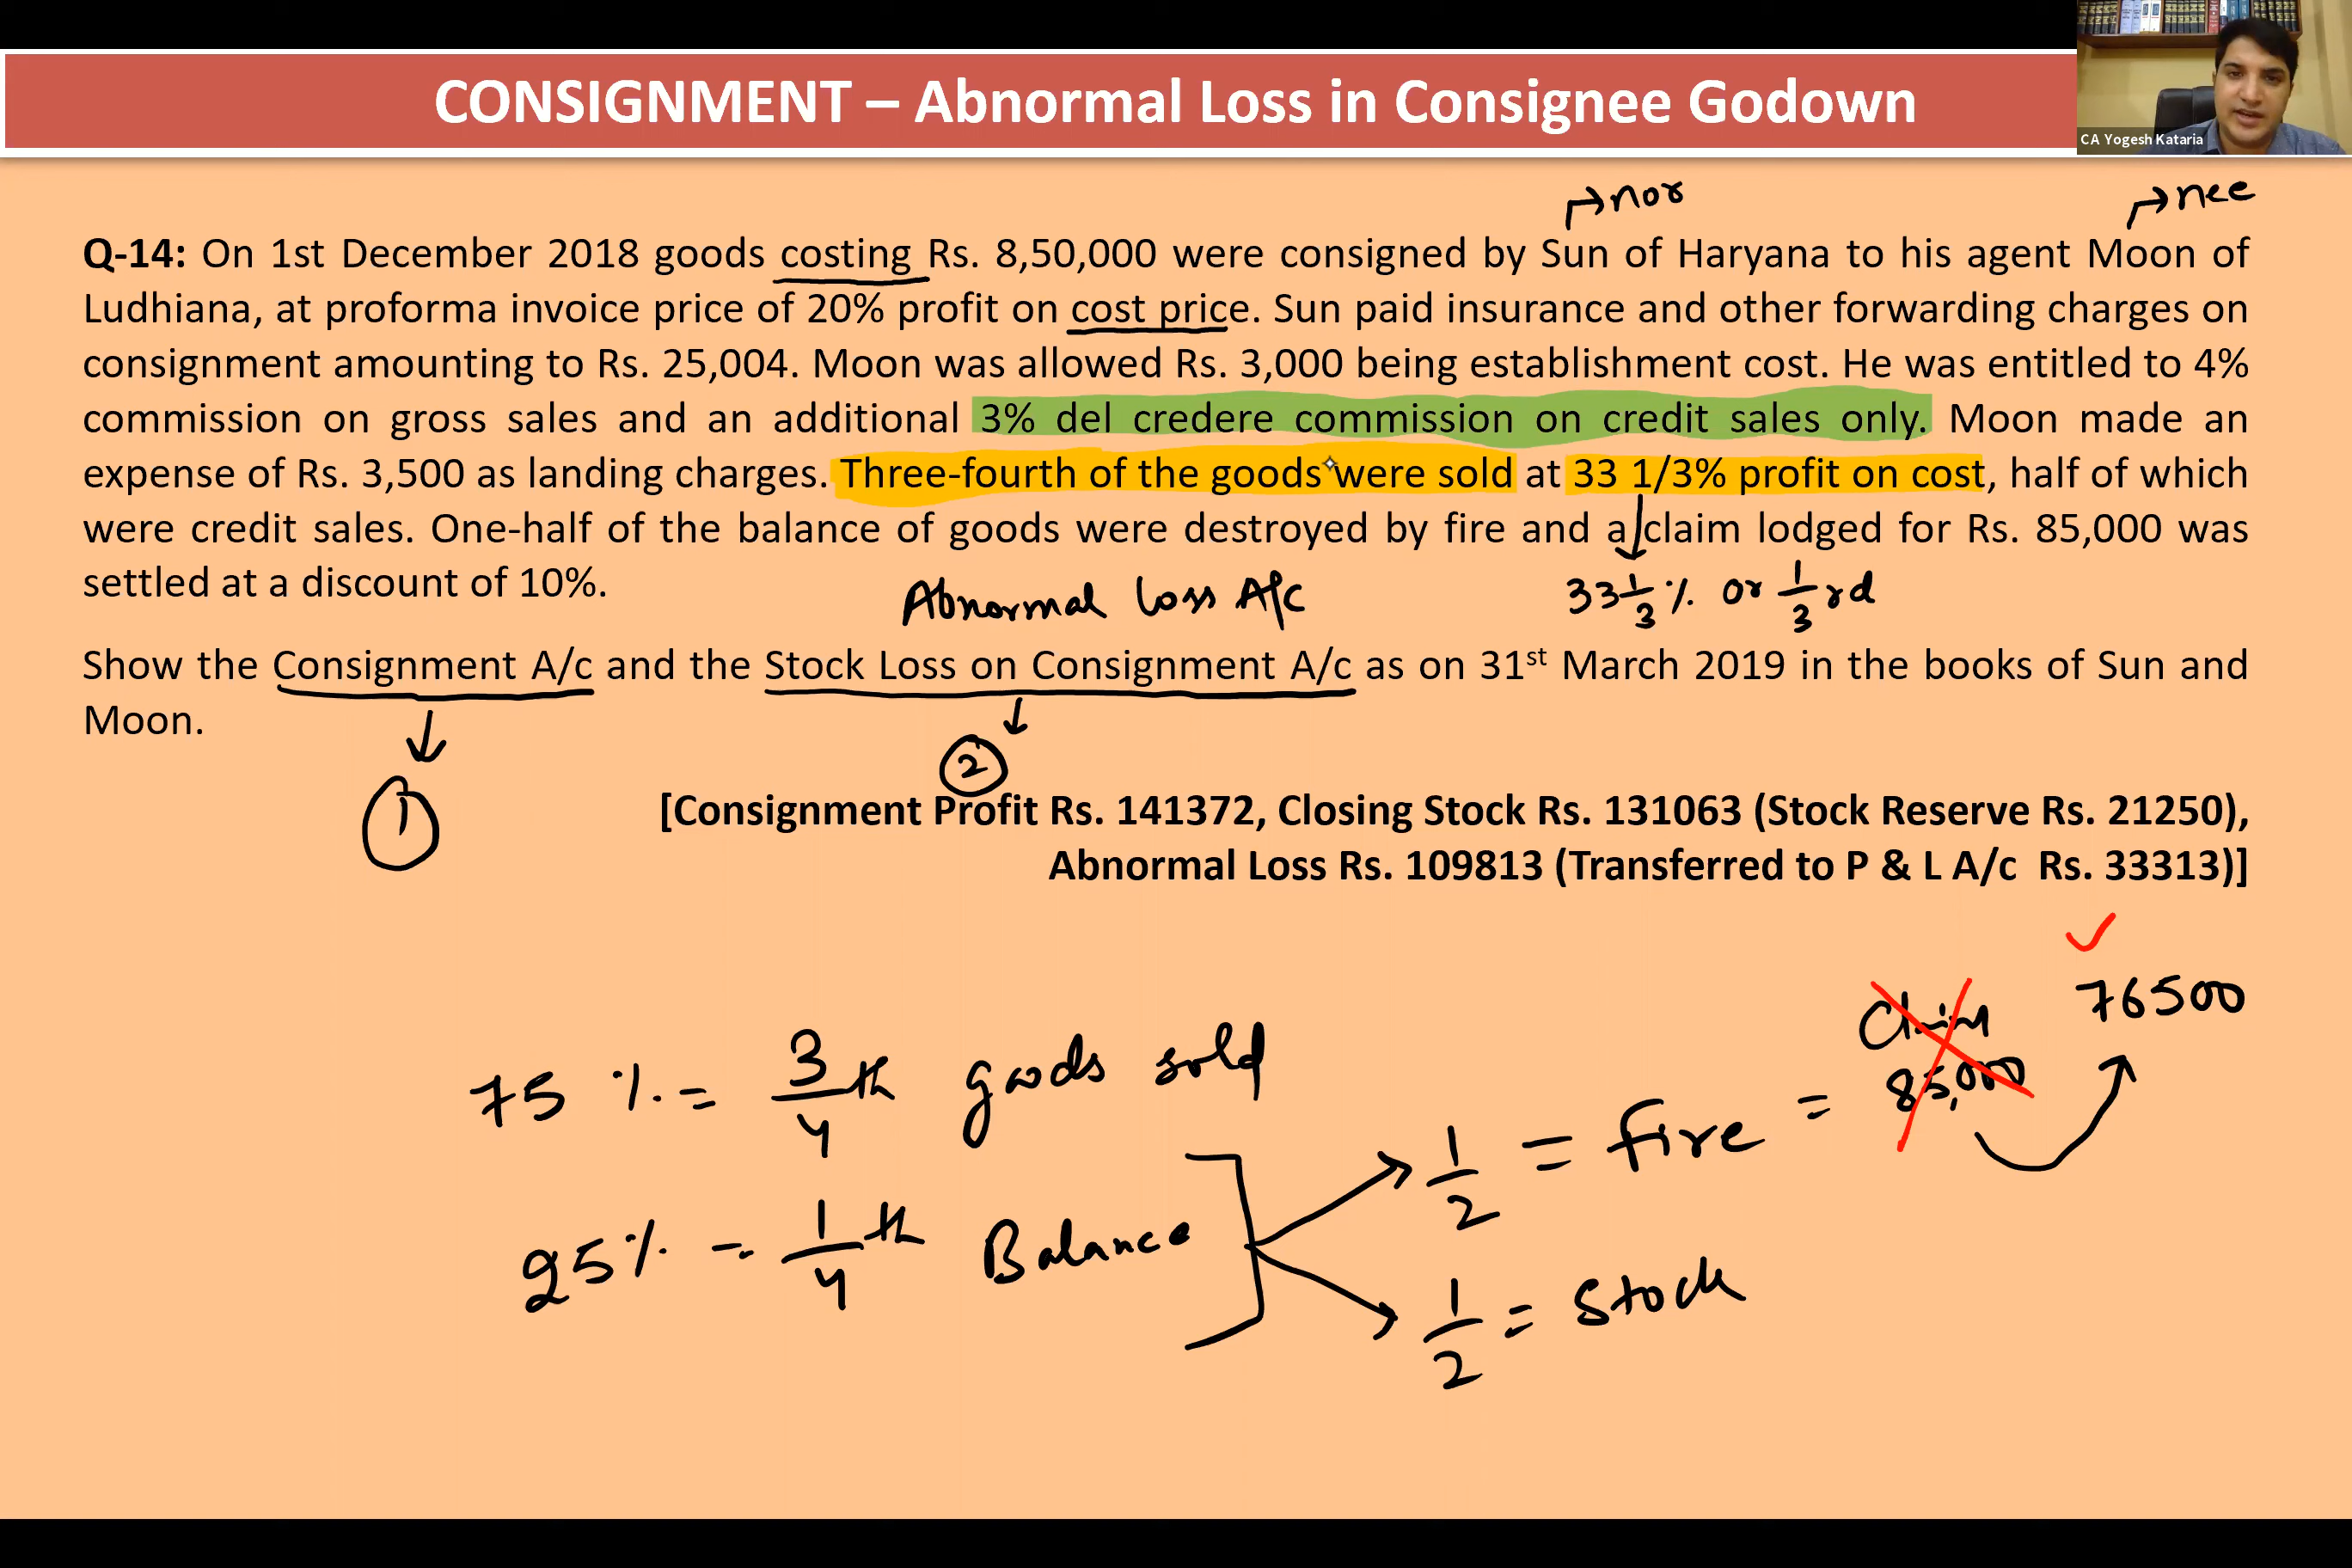 CONSIGNMENT – Abnormal Loss in Consignee Godown
CA Yogesh Kataria
nor
nee
Q-14: On 1st December 2018 goods costing Rs. 8,50,000 were consigned by Sun of Haryana to his agent Moon of
Ludhiana, at proforma invoice price of 20% profit on cost price. Sun paid insurance and other forwarding charges on
consignment amounting to Rs. 25,004. Moon was allowed Rs. 3,000 being establishment cost. He was entitled to 4%
commission on gross sales and an additional 3% del credere commission on credit sales only. Moon made an
expense of Rs. 3,500 as landing charges. Three-fourth of the goods were sold at 33 1/3% profit on cost, half of which
were credit sales. One-half of the balance of goods were destroyed by fire and a claim lodged for Rs. 85,000 was
settled at a discount of 10%.
Abnormal Loss A/c
33 1/3 % or 1/3 rd
Show the Consignment A/c and the Stock Loss on Consignment A/c as on 31st March 2019 in the books of Sun and
Moon.
1
2
[Consignment Profit Rs. 141372, Closing Stock Rs. 131063 (Stock Reserve Rs. 21250),
Abnormal Loss Rs. 109813 (Transferred to P & L A/c Rs. 33313)]
75 % = 3/4 th goods sold
25% = 1/4 th Balance
1/2 = fire =
Claim
85,000
76500
1/2 = Stock